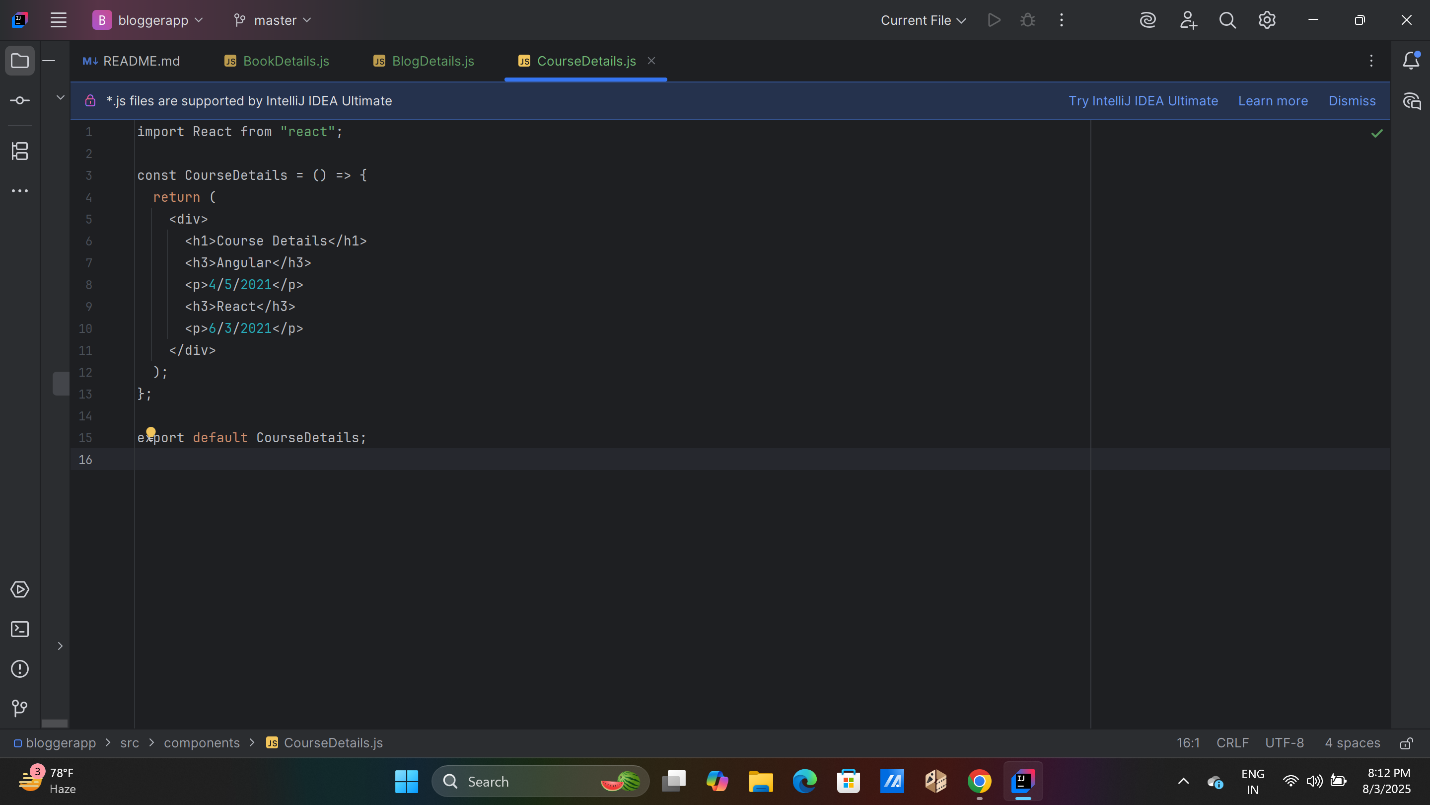 B bloggerapp master Current File
README.md BookDetails.js BlogDetails.js CourseDetails.js
*.js files are supported by IntelliJ IDEA Ultimate Try IntelliJ IDEA Ultimate Learn more Dismiss
1 import React from "react";
2
3 const CourseDetails = () => {
4 return (
5 <div>
6 <h1>Course Details</h1>
7 <h3>Angular</h3>
8 <p>4/5/2021</p>
9 <h3>React</h3>
10 <p>6/3/2021</p>
11 </div>
12 );
13 };
14
15 export default CourseDetails;
16
bloggerapp > src > components > CourseDetails.js 16:1 CRLF UTF-8 4 spaces
3 78°F
Haze
Search
ENG
IN
8:12 PM
8/3/2025